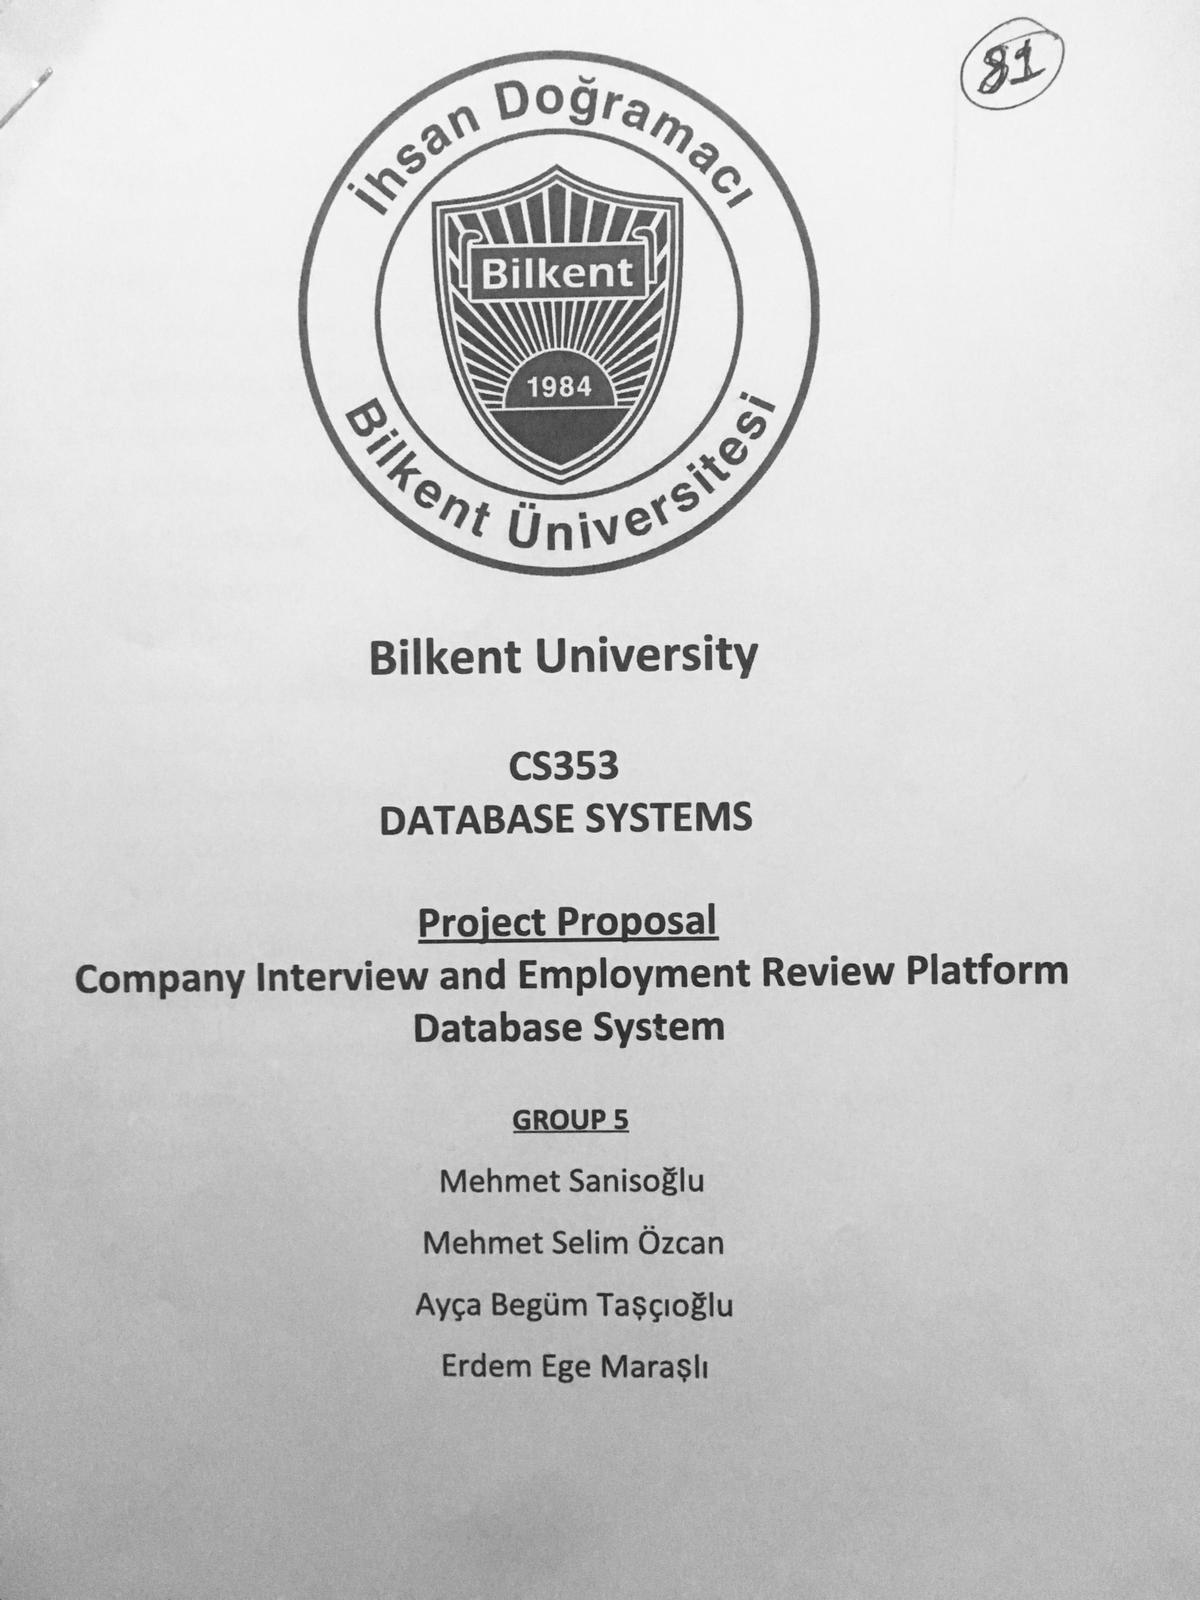 81
İhsan Doğramacı
Bilkent
1984
Bilkent Üniversitesi
Bilkent University
CS353
DATABASE SYSTEMS
Project Proposal
Company Interview and Employment Review Platform
Database System
GROUP 5
Mehmet Sanisoğlu
Mehmet Selim Özcan
Ayça Begüm Taşçıoğlu
Erdem Ege Maraşlı